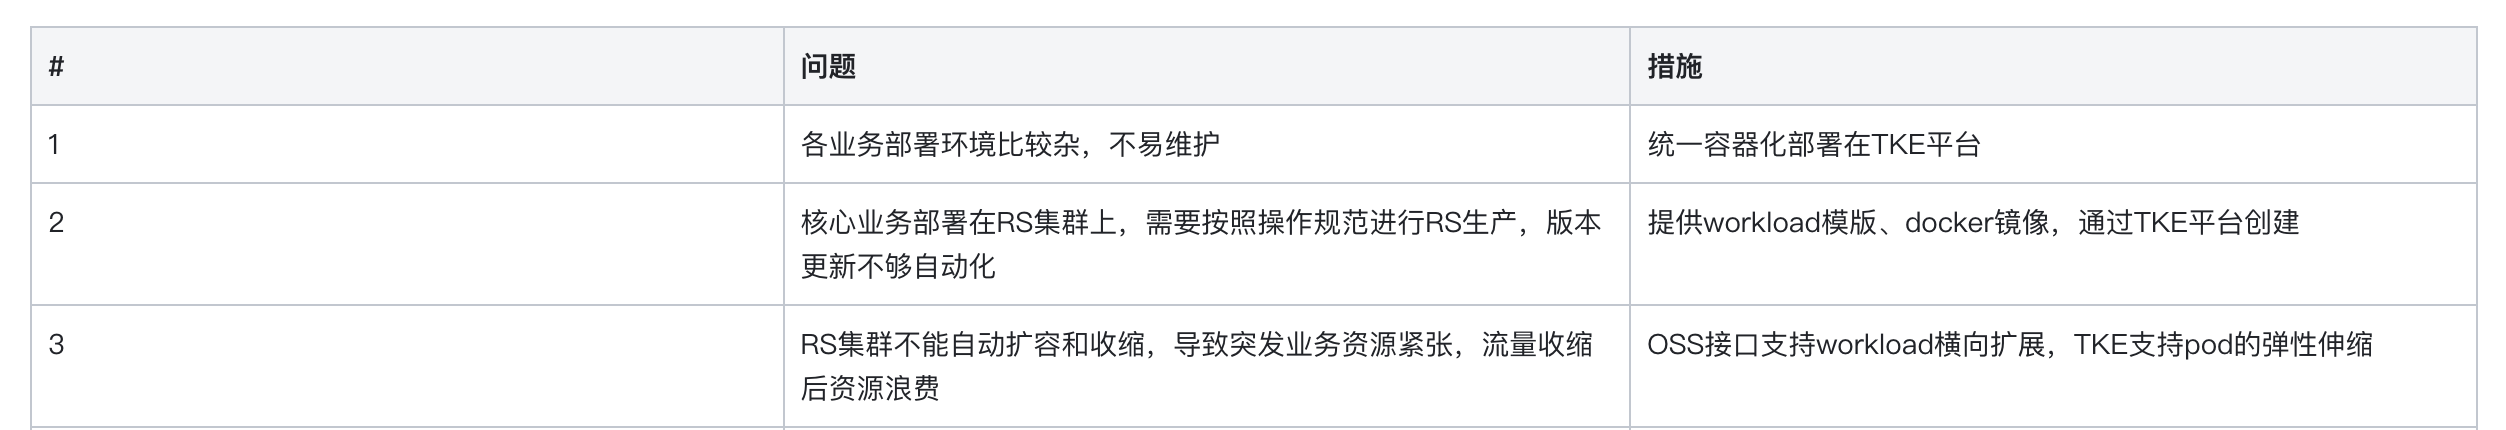 # 问题 措施
1 各业务部署环境比较杂，不易维护 统一容器化部署在TKE平台
2 核心业务部署在RS集群上，需要按照操作规范进行RS生产，版本 提供workload模版、docker镜像，通过TKE平台创建
更新不够自动化
3 RS集群不能自动扩容和收缩，导致突发业务资源紧张，流量收缩 OSS接口支持workload横向扩展，TKE支持pod的弹性伸缩
后资源浪费